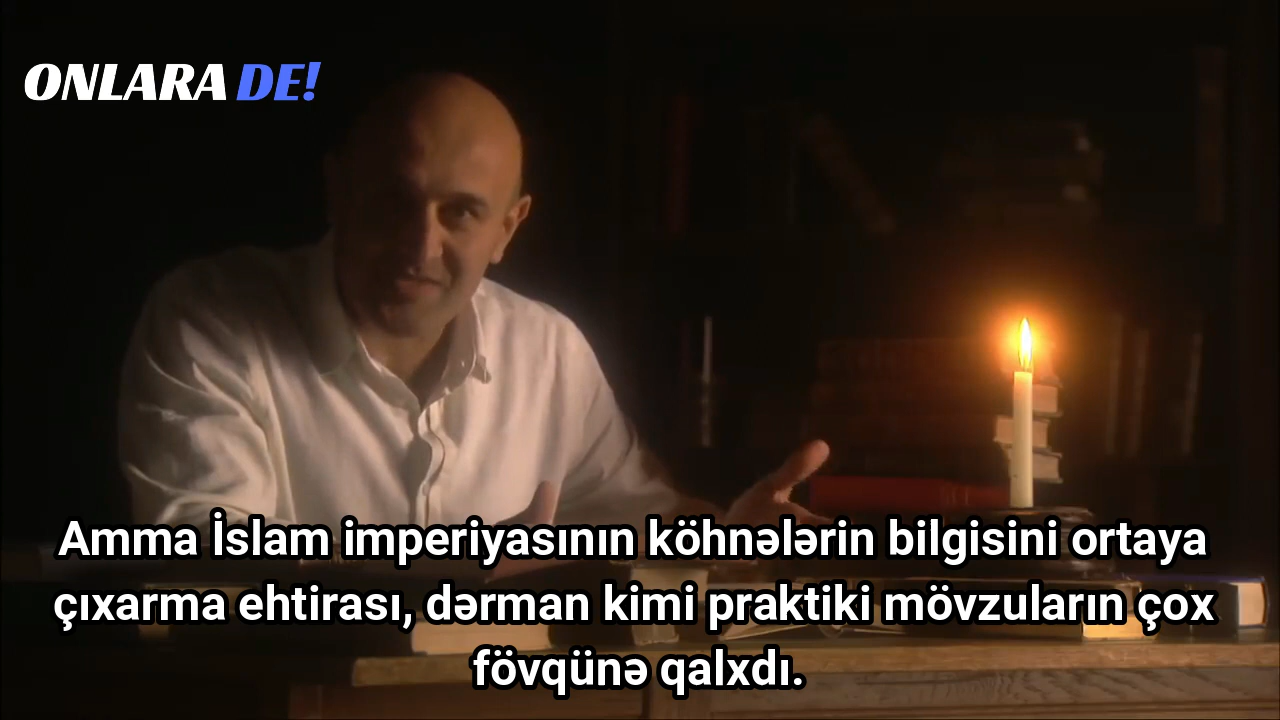 ONLARA DE!
Amma İslam imperiyasının köhnələrin bilgisini ortaya
çıxarma ehtirası, dərman kimi praktiki mövzuların çox
fövqünə qalxdı.